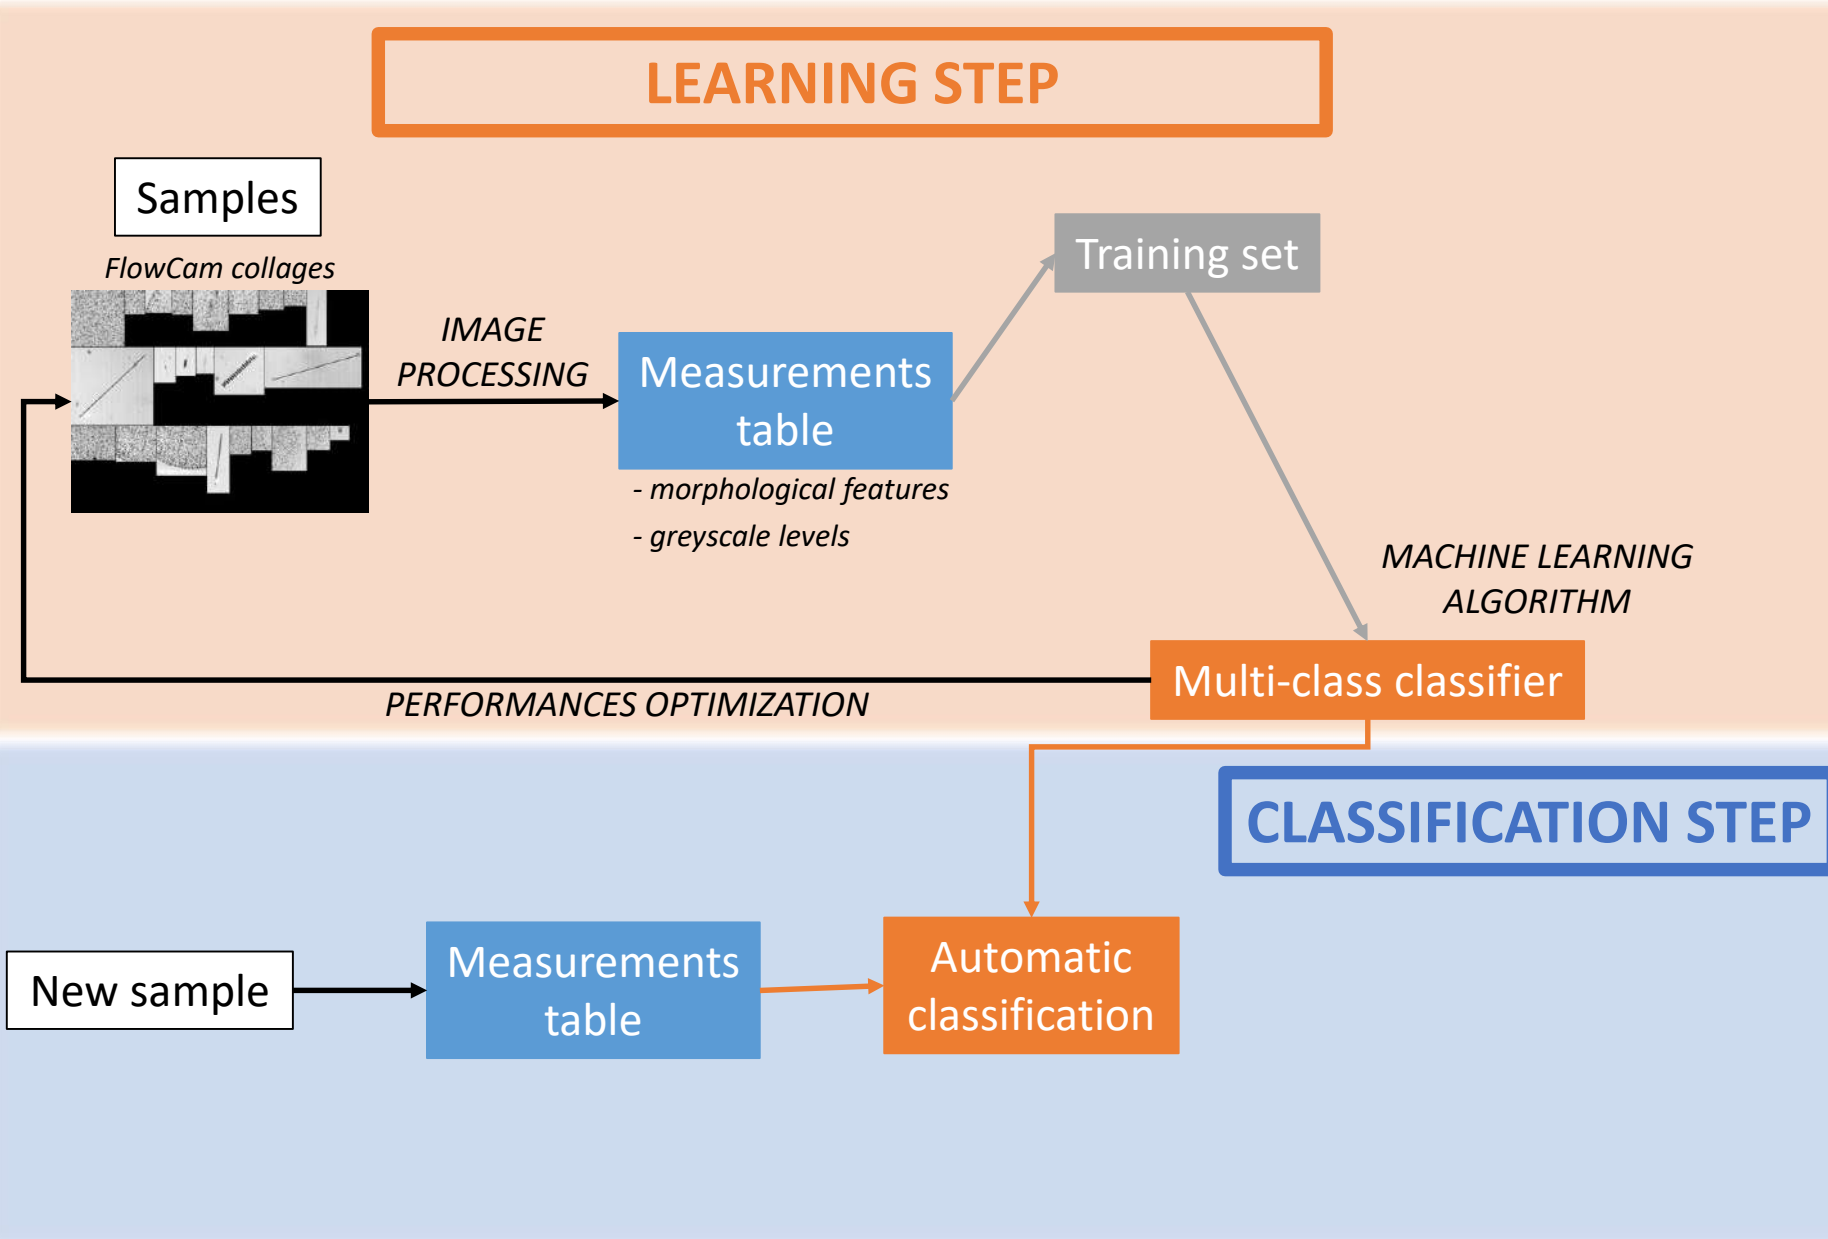 LEARNING STEP
Samples
FlowCam collages
IMAGE
PROCESSING
Measurements
table
- morphological features
- greyscale levels
Training set
MACHINE LEARNING
ALGORITHM
Multi-class classifier
PERFORMANCES OPTIMIZATION
CLASSIFICATION STEP
New sample
Measurements
table
Automatic
classification